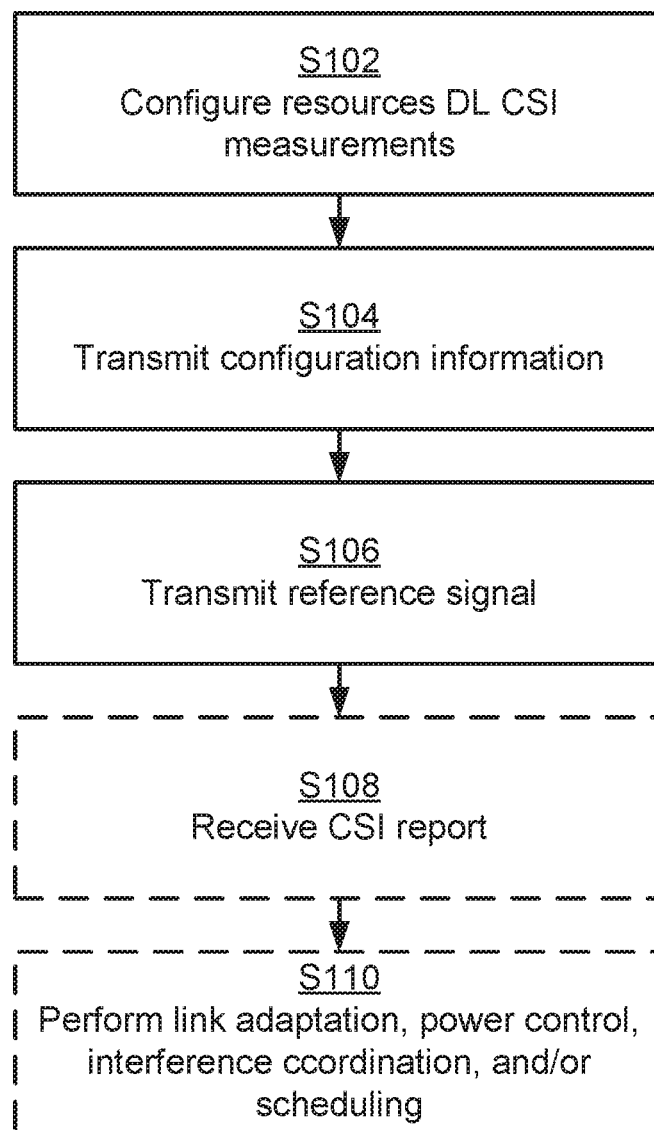 S102
Configure resources DL CSI
measurements
S104
Transmit configuration information
S106
Transmit reference signal
S108
Receive CSI report
S110
Perform link adaptation, power control,
interference ccordination, and/or
scheduling